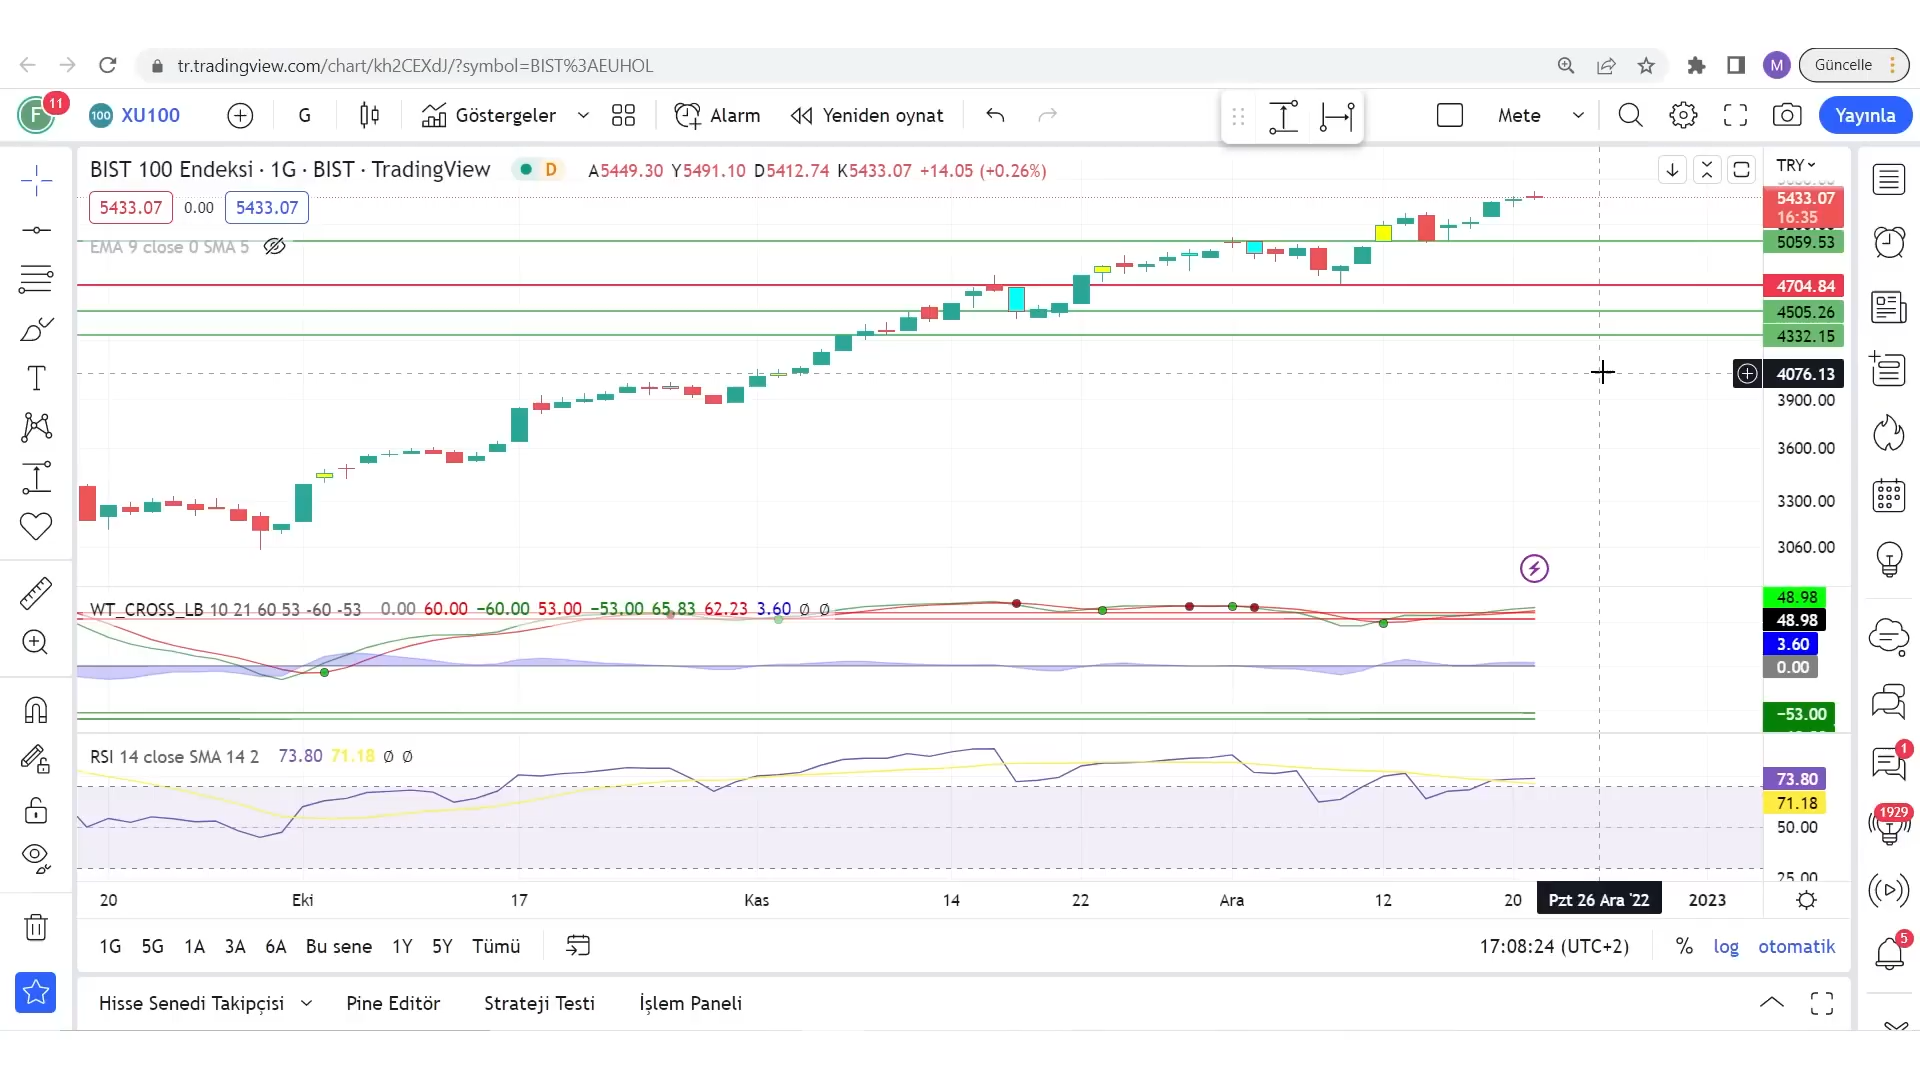 tr.tradingview.com/chart/kh2CEXdJ/?symbol=BIST%3AEUHOL
M
Güncelle
F
11
100 XU100
G
Göstergeler
Alarm
Yeniden oynat
Mete
Yayınla
BIST 100 Endeksi · 1G · BIST · TradingView
D
A5449.30 Y5491.10 D5412.74 K5433.07 +14.05 (+0.26%)
TRY
5433.07 0.00 5433.07
5433.07
16:35
EMA 9 close 0 SMA 5
5059.53
4704.84
4505.26
4332.15
4076.13
3900.00
3600.00
3300.00
3060.00
WT_CROSS_LB 10 21 60 53 -60 -53 0.00 60.00 −60.00 53.00 −53.00 65.83 62.23 3.60 ∅ ∅
48.98
48.98
3.60
0.00
−53.00
RSI 14 close SMA 14 2 73.80 71.18 ∅ ∅
73.80
71.18
50.00
25.00
1
1929
5
20 Eki 17 Kas 14 22 Ara 12 20 Pzt 26 Ara '22 2023
1G 5G 1A 3A 6A Bu sene 1Y 5Y Tümü
17:08:24 (UTC+2) % log otomatik
Hisse Senedi Takipçisi Pine Editör Strateji Testi İşlem Paneli